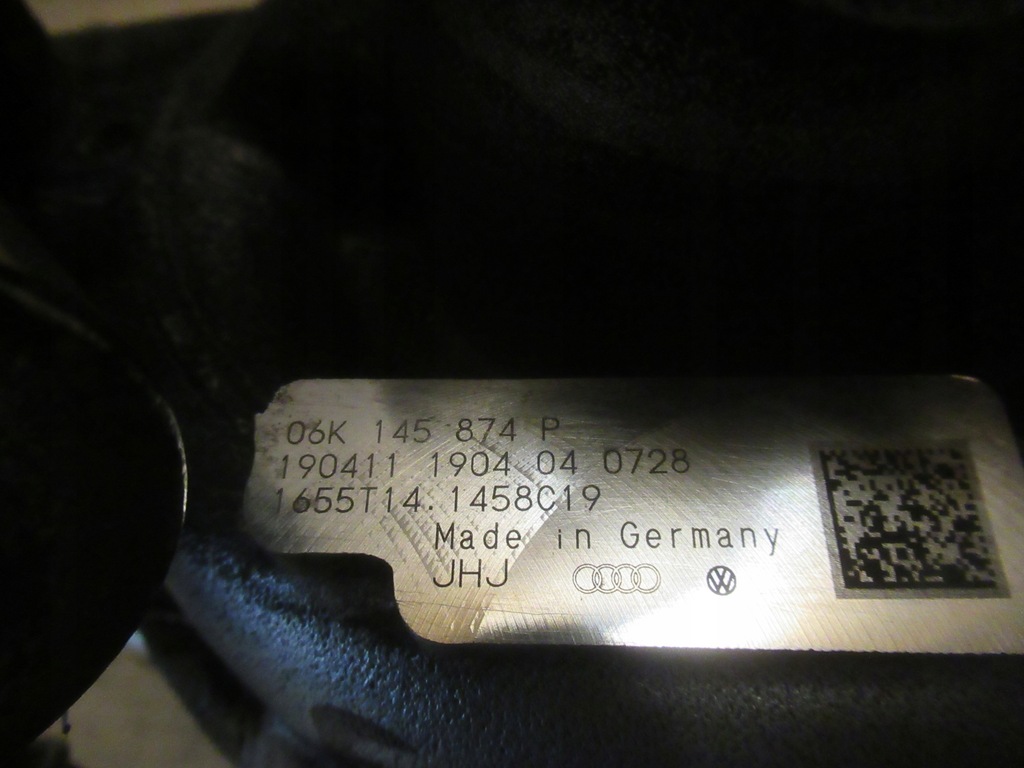 06K 145 874 P
190411 1904 04 0728
1655T14.1458C19
Made in Germany
JHJ